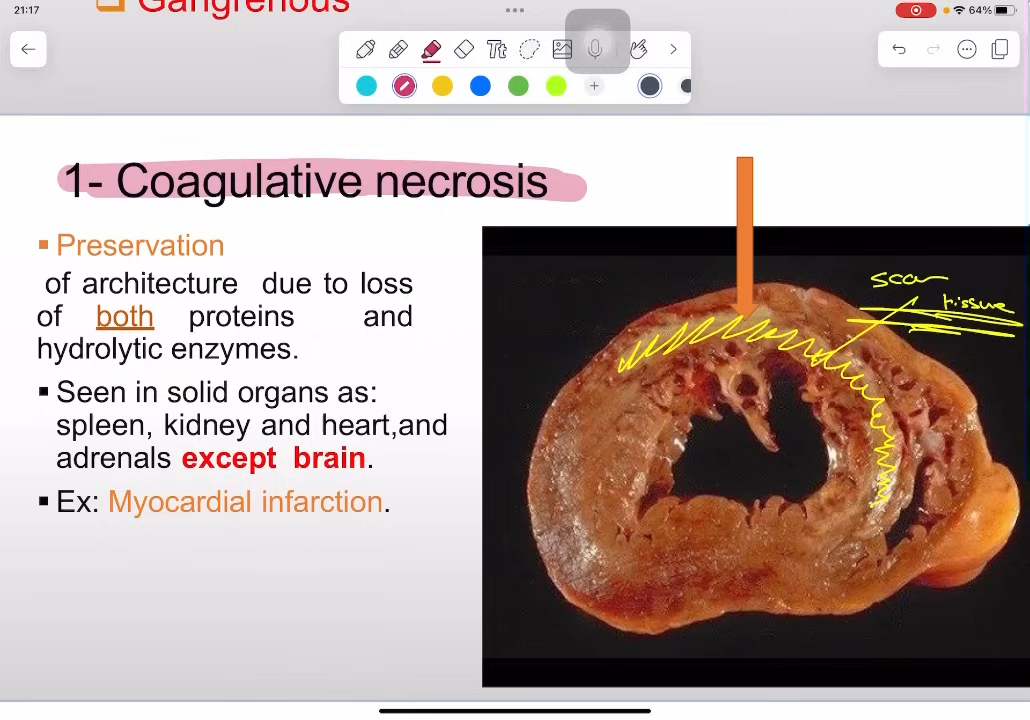 21:17
64%
Gangrenous
Tt
1- Coagulative necrosis
Preservation
of architecture due to loss
of both proteins and
hydrolytic enzymes.
Seen in solid organs as:
spleen, kidney and heart,and
adrenals except brain.
Ex: Myocardial infarction.
scar
tissue